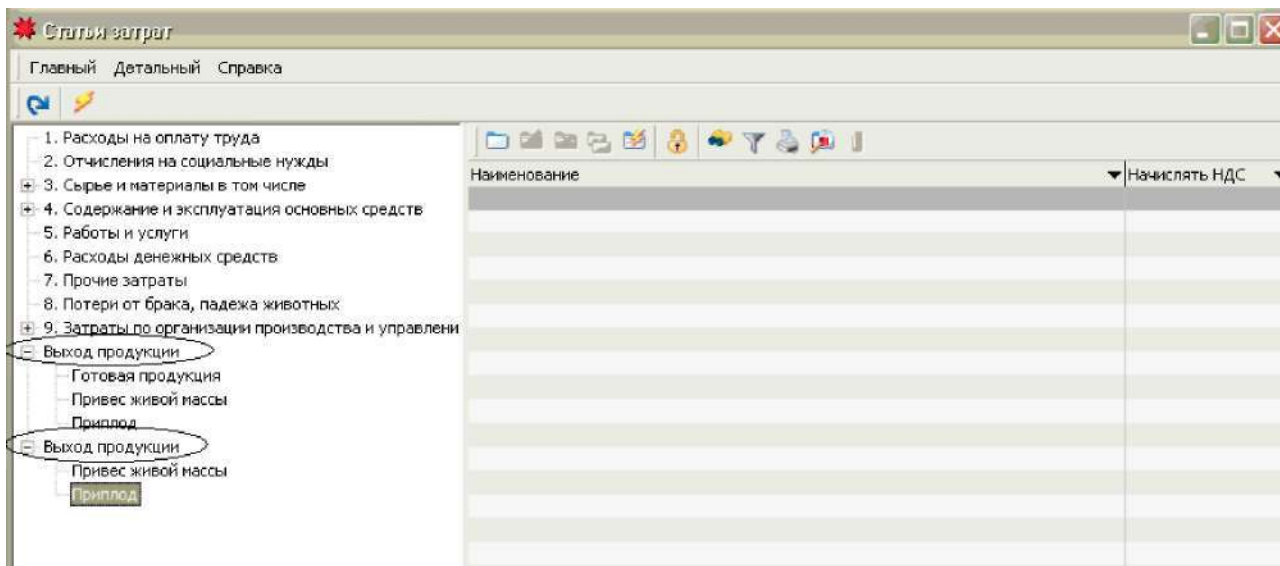 Статьи затрат
Главный Детальный Справка
1. Расходы на оплату труда
2. Отчисления на социальные нужды
3. Сырье и материалы в том числе
4. Содержание и эксплуатация основных средств
5. Работы и услуги
6. Расходы денежных средств
7. Прочие затраты
8. Потери от брака, падежа животных
9. Затраты по организации производства и управлени
Выход продукции
Готовая продукция
Привес живой массы
Приплод
Выход продукции
Привес живой массы
Приплод
Наименование Начислять НДС